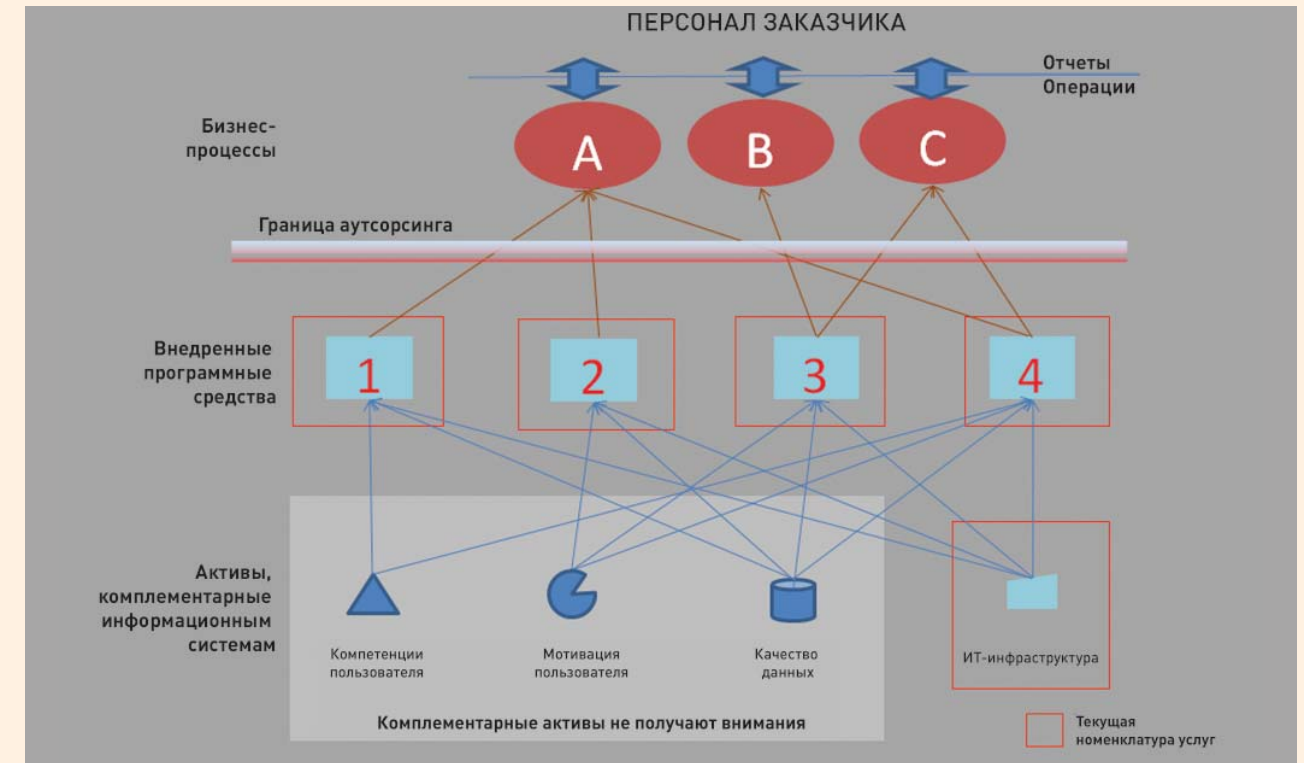 ПЕРСОНАЛ ЗАКАЗЧИКА
Отчеты
Операции
Бизнес-
процессы
A
B
C
Граница аутсорсинга
Внедренные
программные
средства
1
2
3
4
Активы,
комплементарные
информационным
системам
Компетенции
пользователя
Мотивация
пользователя
Качество
данных
ИТ-инфраструктура
Комплементарные активы не получают внимания
Текущая
номенклатура услуг